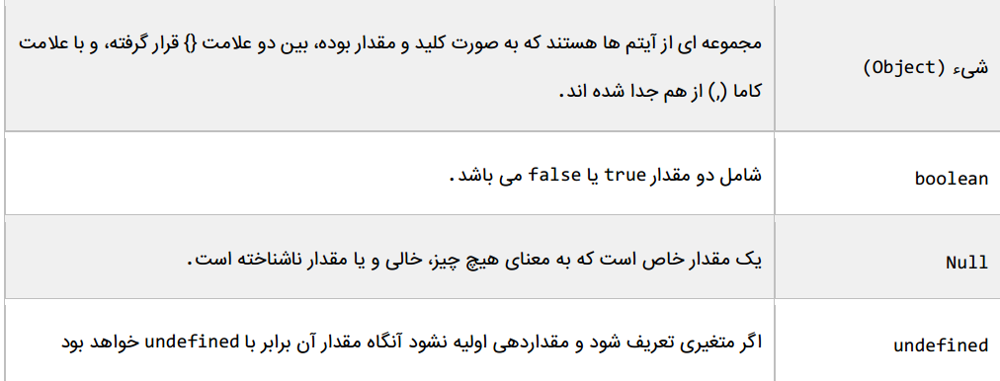 شیء (Object)
مجموعه ای از آیتم ها هستند که به صورت کلید و مقدار بوده، بین دو علامت {} قرار گرفته، و با علامت
کاما (,) از هم جدا شده اند.
boolean
شامل دو مقدار true یا false می باشد.
Null
یک مقدار خاص است که به معنای هیچ چیز، خالی و یا مقدار ناشناخته است.
undefined
اگر متغیری تعریف شود و مقداردهی اولیه نشود آنگاه مقدار آن برابر با undefined خواهد بود